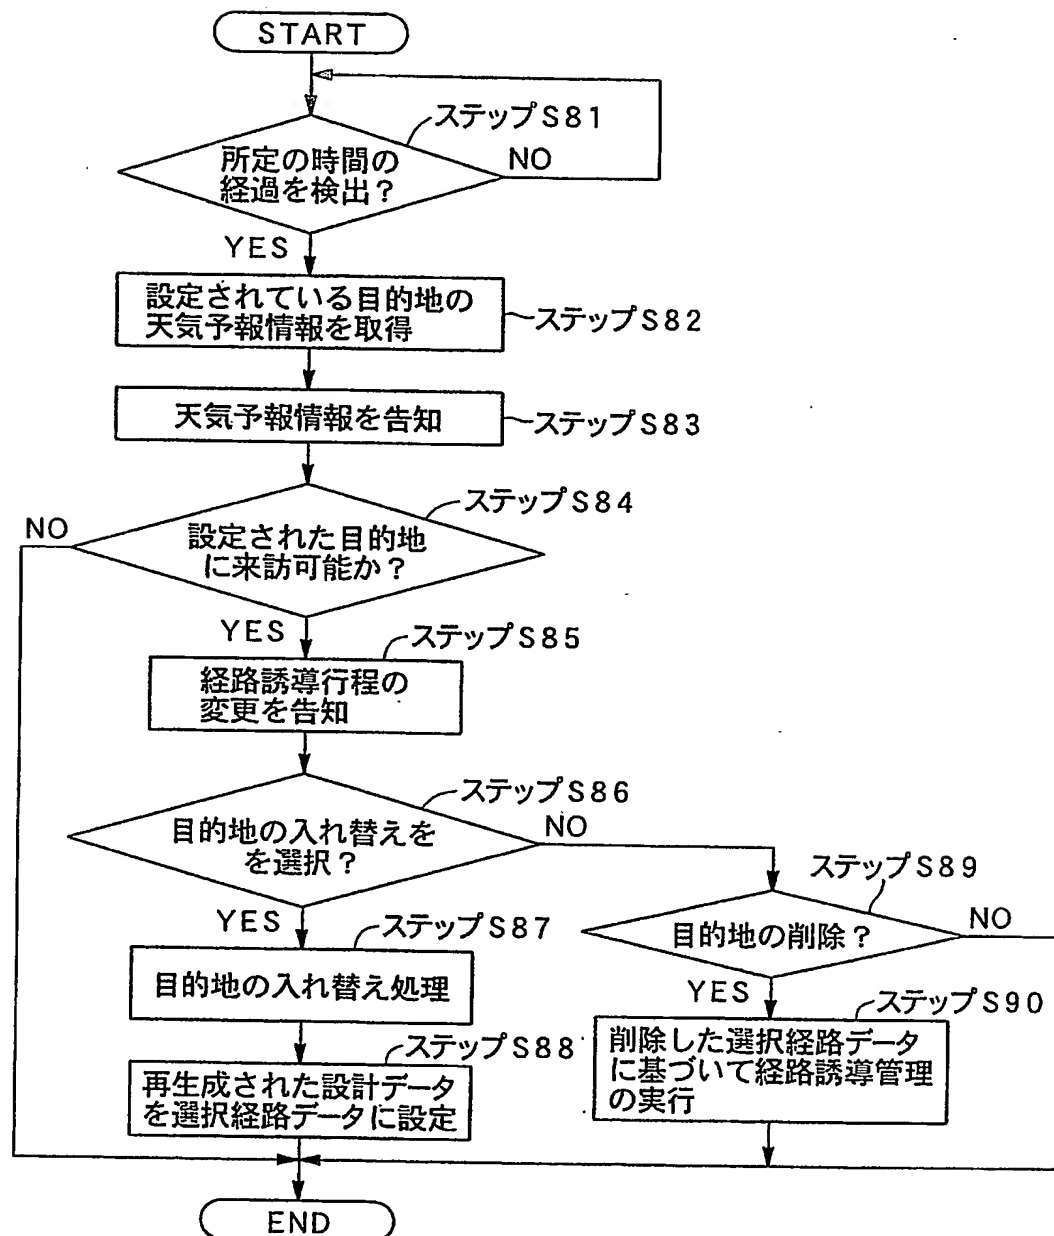 START
ステップS81
所定の時間の
経過を検出?
NO
YES
設定されている目的地の
天気予報情報を取得
ステップS82
天気予報情報を告知
ステップS83
ステップS84
NO
設定された目的地
に来訪可能か?
YES
ステップS85
経路誘導行程の
変更を告知
ステップS86
目的地の入れ替えを
を選択?
NO
YES
ステップS87
目的地の入れ替え処理
ステップS88
再生成された設計データ
を選択経路データに設定
ステップS89
目的地の削除?
NO
YES
ステップS90
削除した選択経路データ
に基づいて経路誘導管理
の実行
END